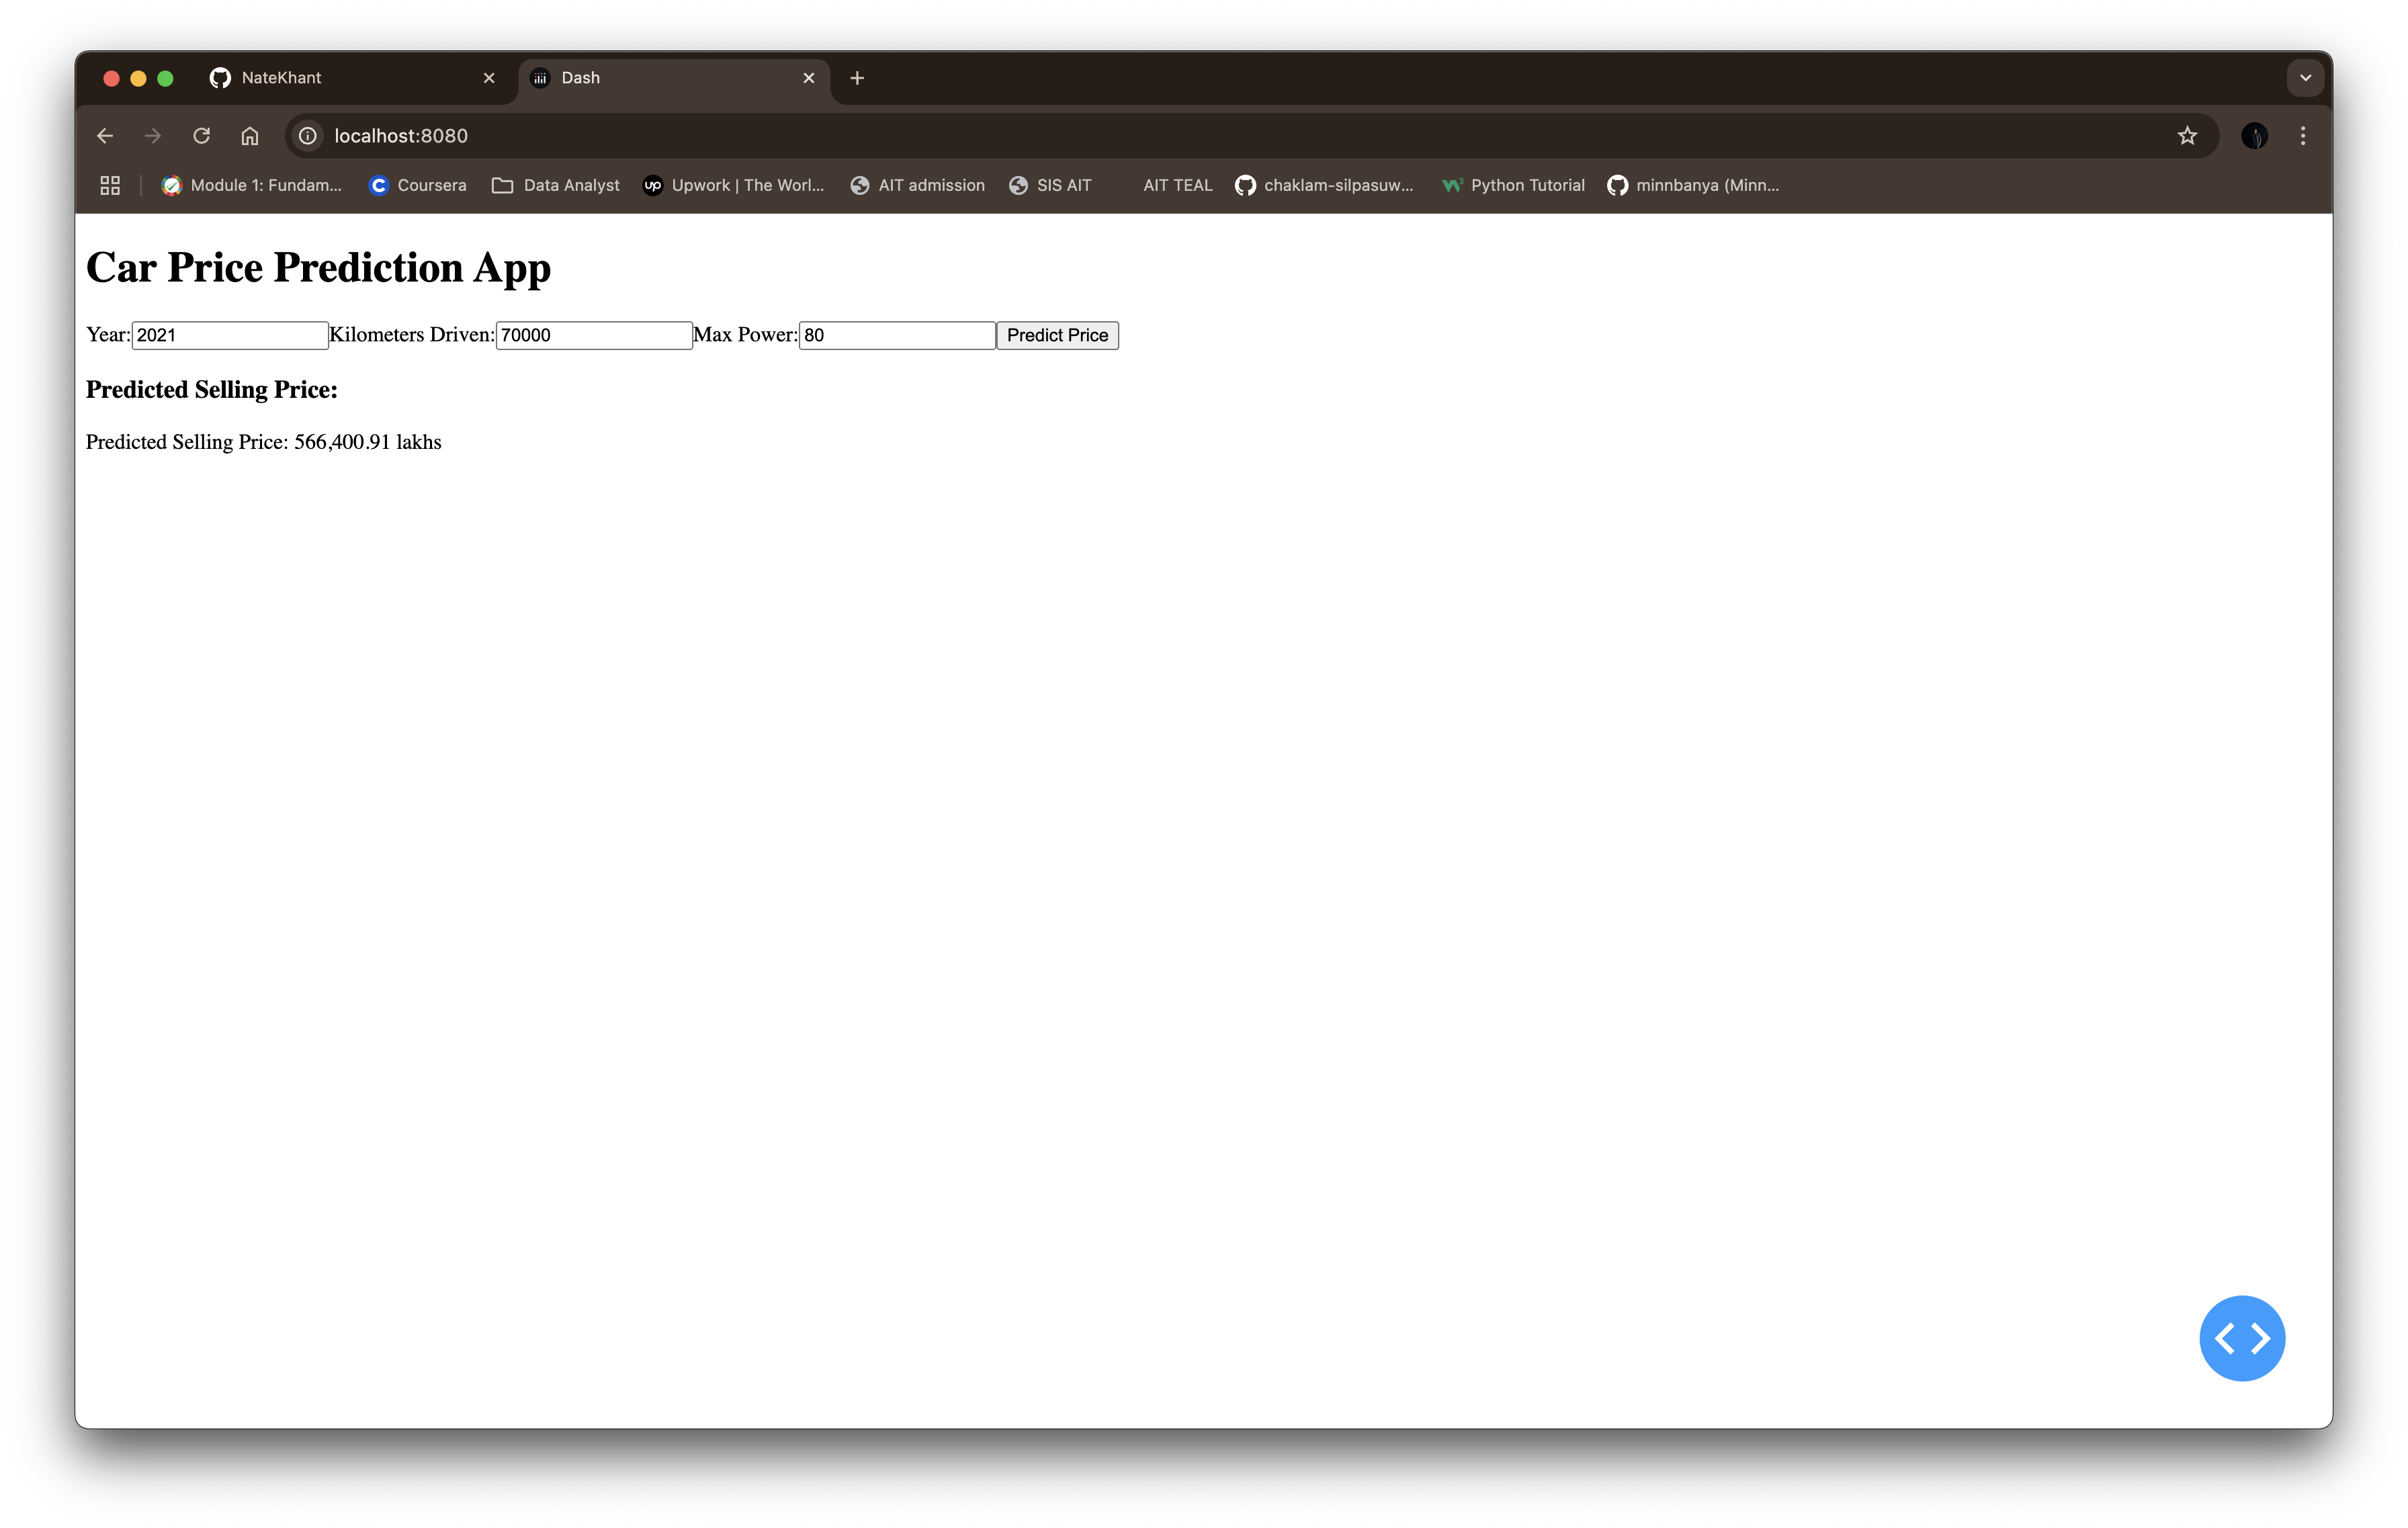 NateKhant
Dash
localhost:8080
Module 1: Fundam... Coursera Data Analyst Upwork | The Worl... AIT admission SIS AIT AIT TEAL chaklam-silpasuw... Python Tutorial minnbanya (Minn...
Car Price Prediction App
Year: 2021 Kilometers Driven: 70000 Max Power: 80 Predict Price
Predicted Selling Price:
Predicted Selling Price: 566,400.91 lakhs